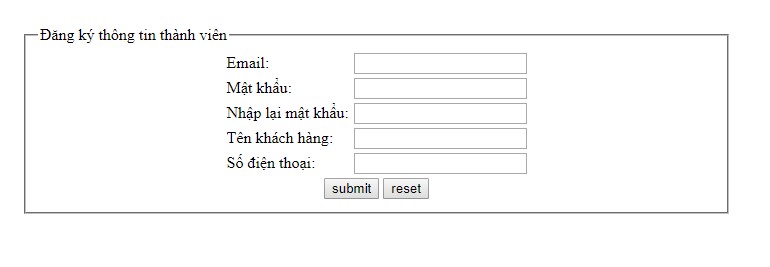 Đăng ký thông tin thành viên
Email:
Mật khẩu:
Nhập lại mật khẩu:
Tên khách hàng:
Số điện thoại:
submit reset